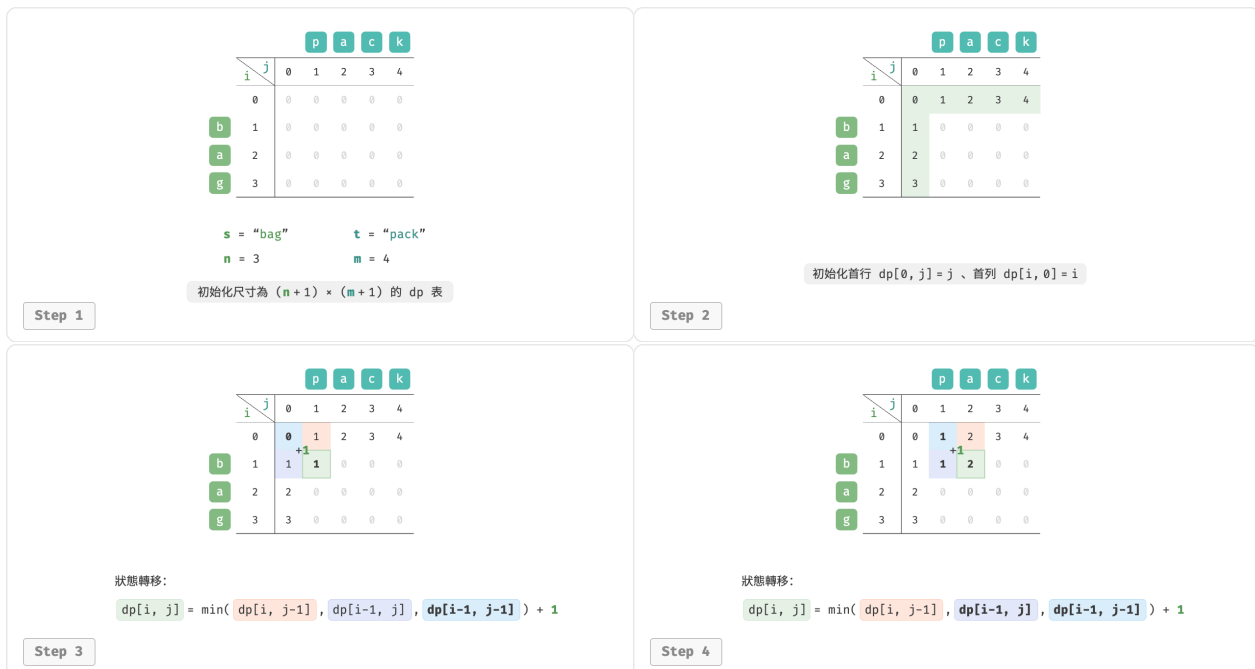 p a c k
i j 0 1 2 3 4
0 0 0 0 0 0
b 1 0 0 0 0 0
a 2 0 0 0 0 0
g 3 0 0 0 0 0
s = “bag” t = “pack”
n = 3 m = 4
初始化尺寸為 (n + 1) × (m + 1) 的 dp 表
Step 1
p a c k
i j 0 1 2 3 4
0 0 1 2 3 4
b 1 1 0 0 0 0
a 2 2 0 0 0 0
g 3 3 0 0 0 0
初始化首行 dp[0, j] = j 、首列 dp[i, 0] = i
Step 2
p a c k
i j 0 1 2 3 4
0 0 1 2 3 4
+1
b 1 1 1 0 0 0
a 2 2 0 0 0 0
g 3 3 0 0 0 0
狀態轉移：
dp[i, j] = min( dp[i, j-1] , dp[i-1, j] , dp[i-1, j-1] ) + 1
Step 3
p a c k
i j 0 1 2 3 4
0 0 1 2 3 4
+1
b 1 1 1 2 0 0
a 2 2 0 0 0 0
g 3 3 0 0 0 0
狀態轉移：
dp[i, j] = min( dp[i, j-1] , dp[i-1, j] , dp[i-1, j-1] ) + 1
Step 4